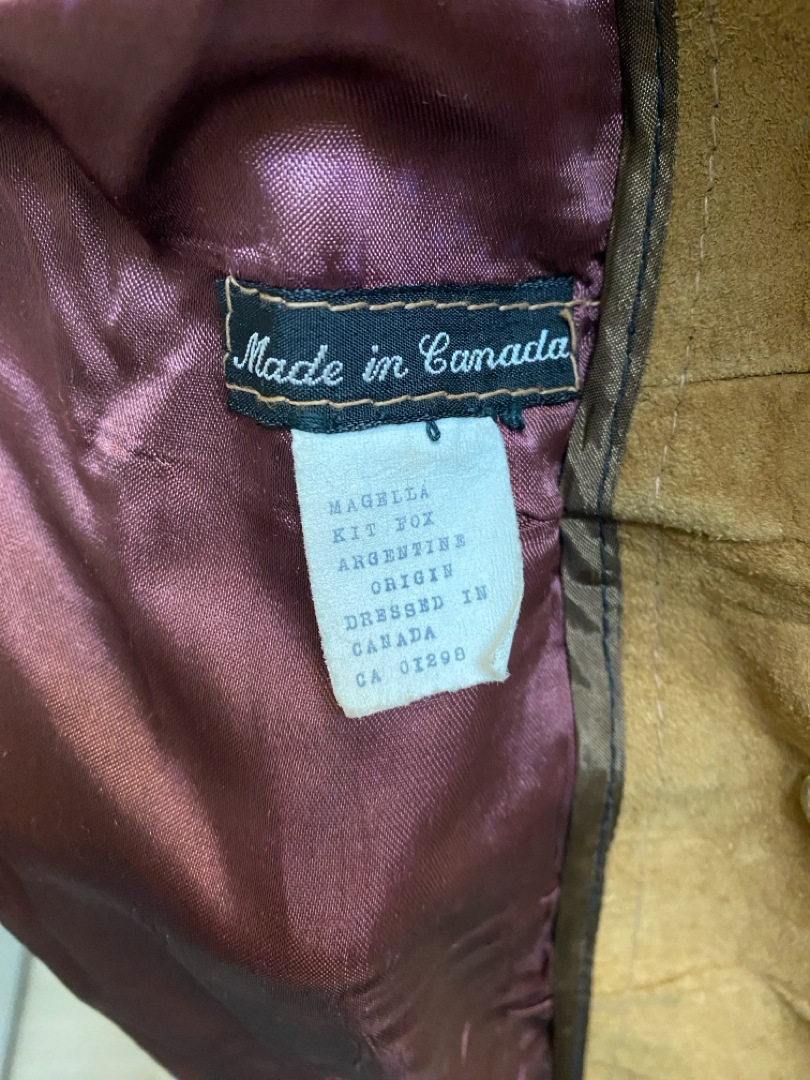 Made in Canada
MAGELLA
KIT FOX
ARGENTINE
ORIGIN
DRESSED IN
CANADA
CA 01298